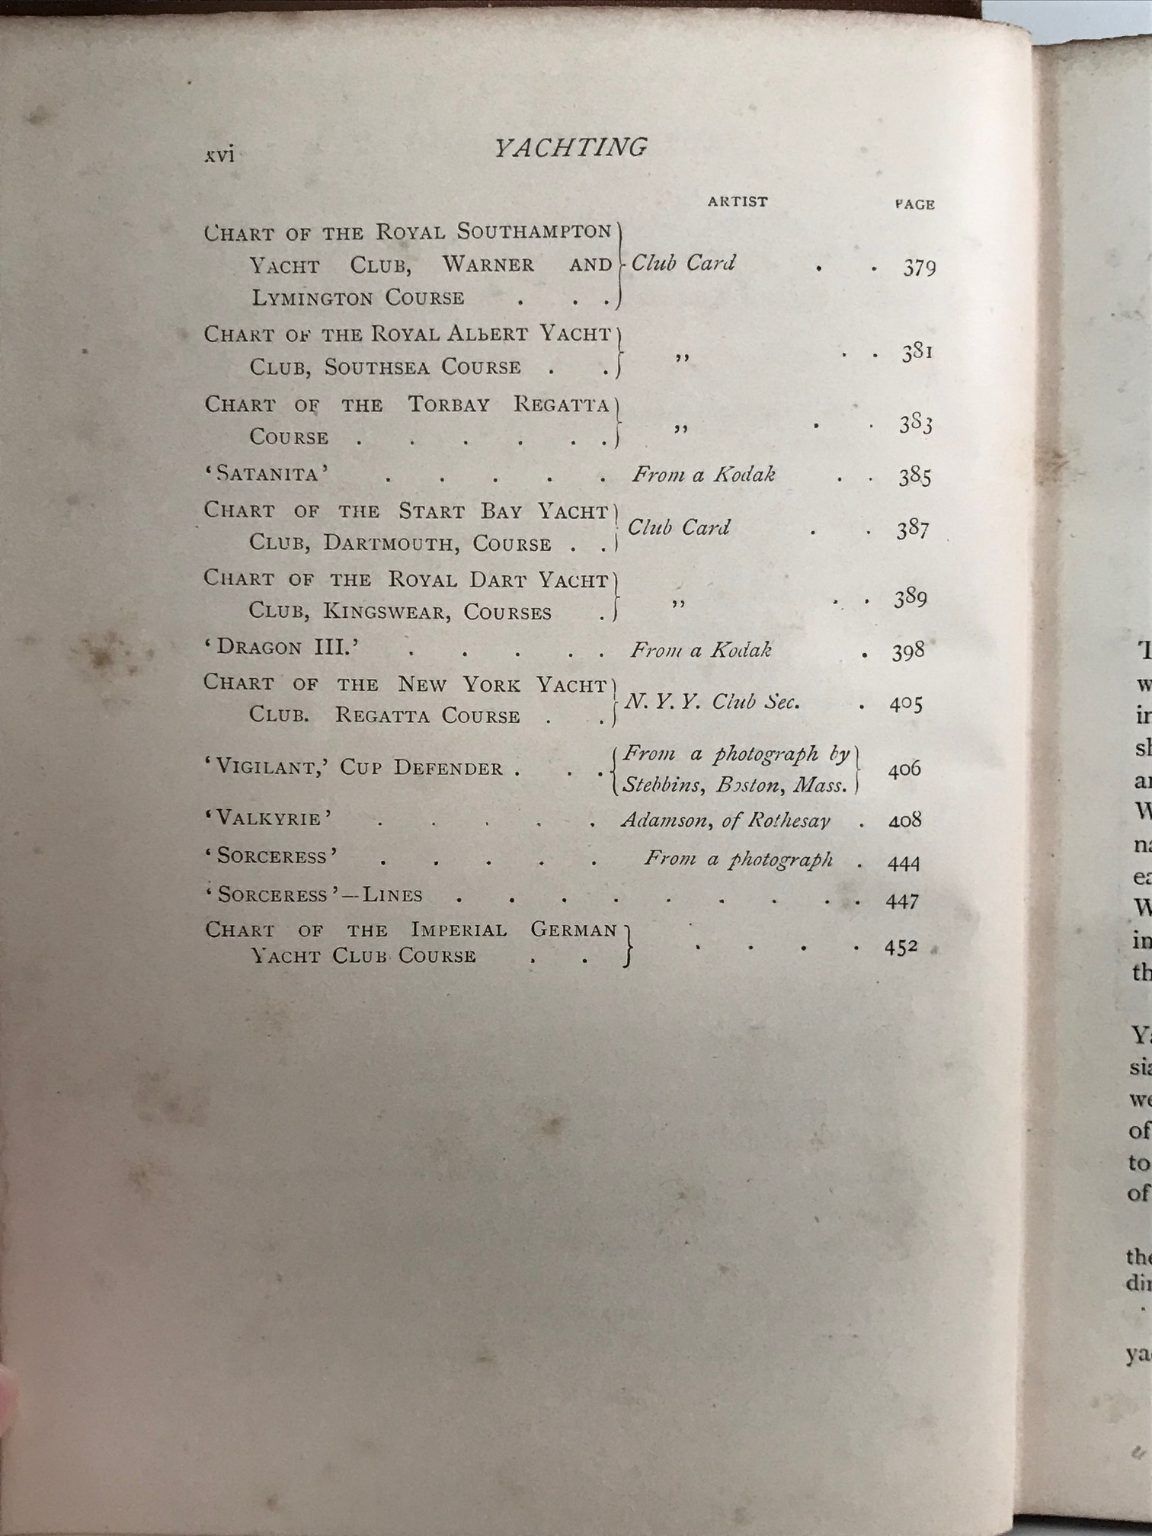 xvi YACHTING
ARTIST PAGE
CHART OF THE ROYAL SOUTHAMPTON
YACHT CLUB, WARNER AND } Club Card . . 379
LYMINGTON COURSE . . .
CHART OF THE ROYAL ALBERT YACHT
CLUB, SOUTHSEA COURSE . . } ,, . . 381
CHART OF THE TORBAY REGATTA
COURSE . . . . . . } ,, . . 383
‘SATANITA’ . . . . . From a Kodak . . 385
CHART OF THE START BAY YACHT
CLUB, DARTMOUTH, COURSE . . } Club Card . . 387
CHART OF THE ROYAL DART YACHT
CLUB, KINGSWEAR, COURSES . } ,, . . 389
‘DRAGON III.’ . . . . . From a Kodak . 398
CHART OF THE NEW YORK YACHT
CLUB. REGATTA COURSE . . } N. Y. Y. Club Sec. . 405
‘VIGILANT,’ CUP DEFENDER . . . { From a photograph by
Stebbins, Boston, Mass. } 406
‘VALKYRIE’ . . . . . Adamson, of Rothesay . 408
‘SORCERESS’ . . . . . From a photograph . 444
‘SORCERESS’—LINES . . . . . . . . . 447
CHART OF THE IMPERIAL GERMAN
YACHT CLUB COURSE . . } . . . . 452
of
to
of